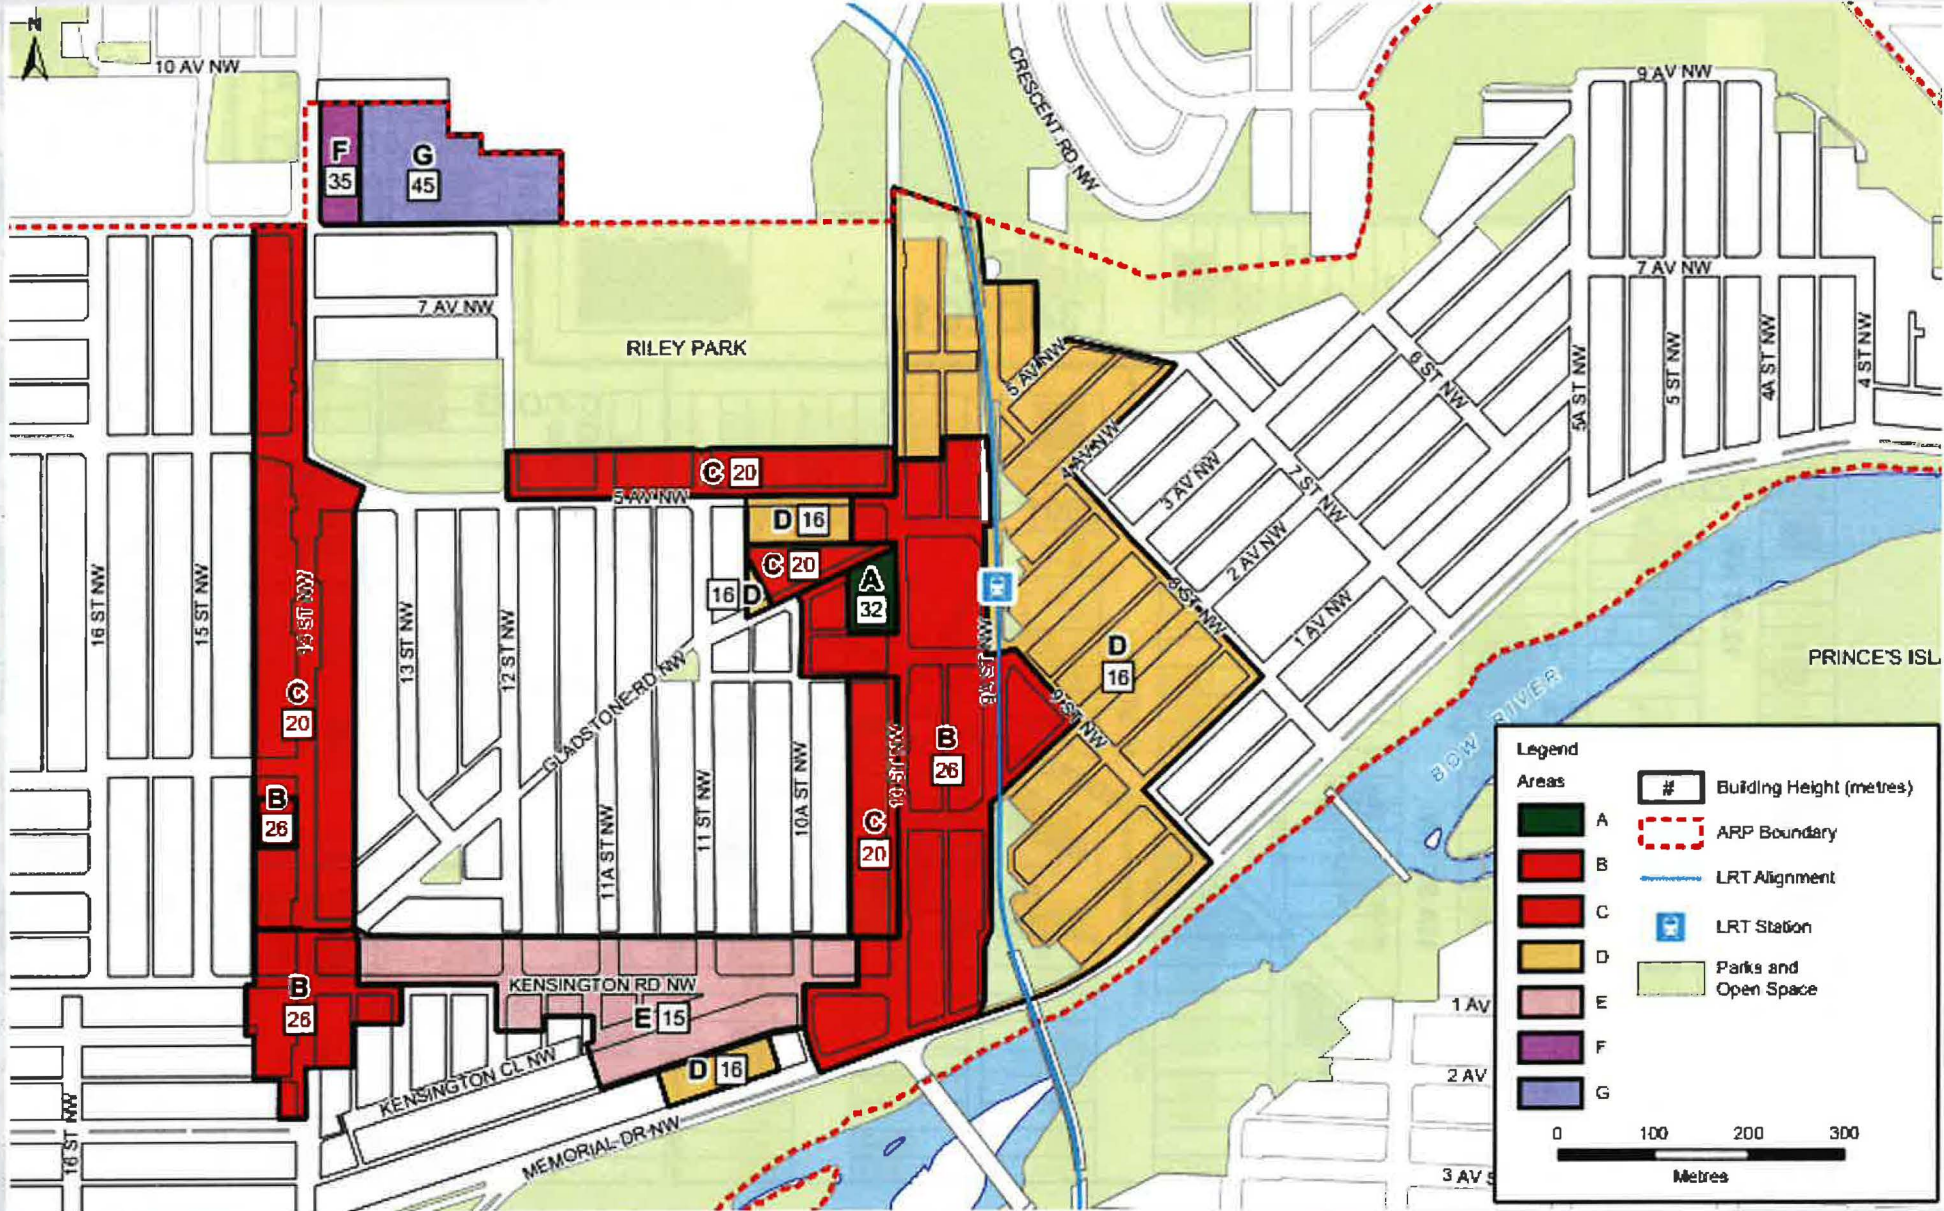 N
10 AV NW
CRESCENT RD NW
9 AV NW
F
35
G
45
7 AV NW
7 AV NW
RILEY PARK
5 AV NW
6 ST NW
5A ST NW
5 ST NW
4A ST NW
4 ST NW
4 AV NW
3 AV NW
7 ST NW
C 20
5 AV NW
D 16
C 20
16 D
A
32
2 AV NW
8 ST NW
1 AV NW
16 ST NW
15 ST NW
C
20
13 ST NW
12 ST NW
GLADSTONE RD NW
9A ST NW
D
16
9 ST NW
PRINCE'S ISL
BOW RIVER
B
26
10 ST NW
B
26
C
20
11A ST NW
11 ST NW
10A ST NW
B
26
KENSINGTON RD NW
E 15
D 16
KENSINGTON CL NW
MEMORIAL DR NW
16 ST NW
1 AV
2 AV
3 AV S
Legend
Areas
A
B
C
D
E
F
G
# Building Height (metres)
ARP Boundary
LRT Alignment
LRT Station
Parks and
Open Space
0 100 200 300
Metres